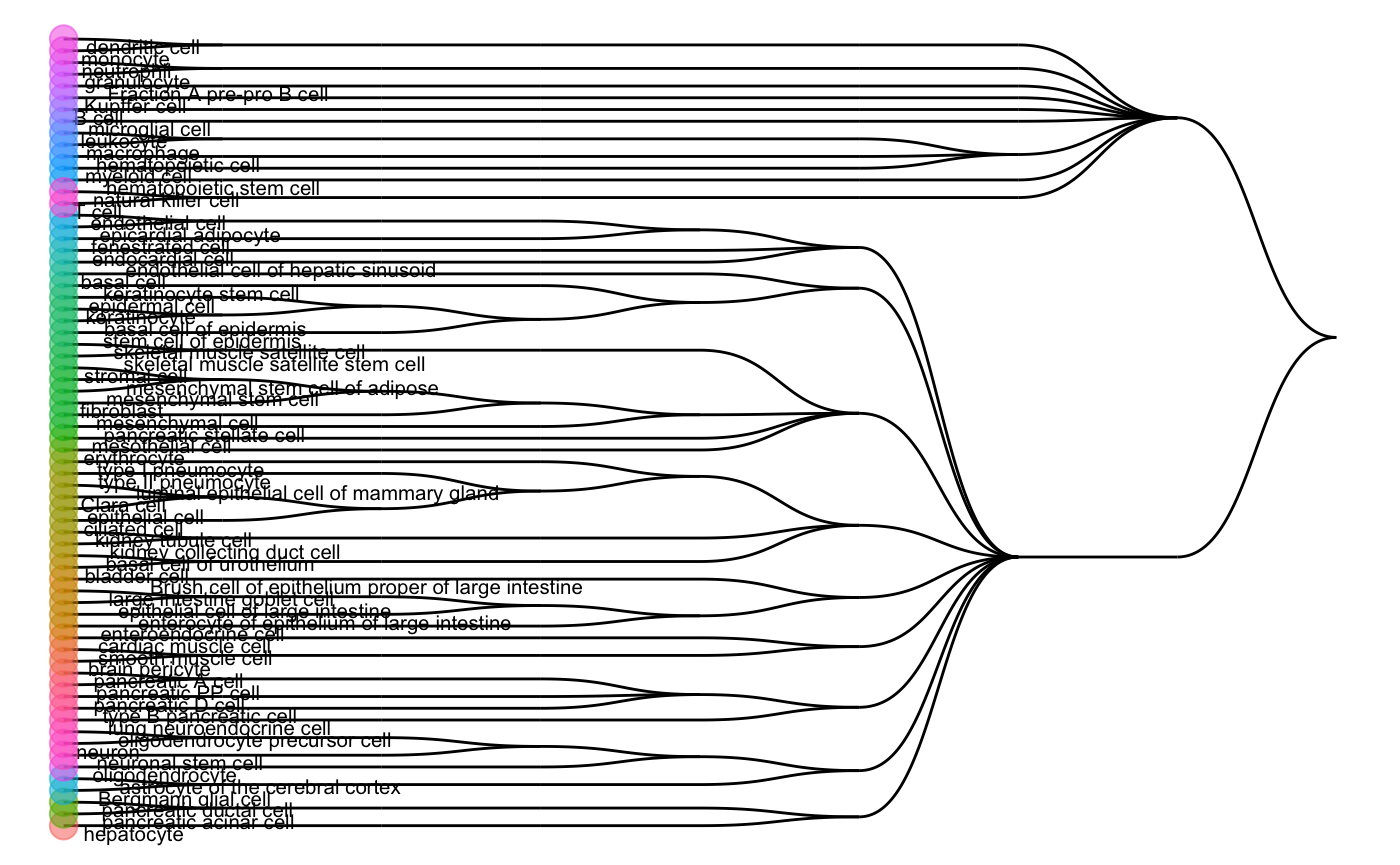 dendritic cell
monocyte
neutrophil
granulocyte
Fraction A pre-pro B cell
Kupffer cell
B cell
microglial cell
leukocyte
macrophage
hematopoietic cell
myeloid cell
hematopoietic stem cell
natural killer cell
T cell
endothelial cell
epicardial adipocyte
fenestrated cell
endocardial cell
endothelial cell of hepatic sinusoid
basal cell
keratinocyte stem cell
epidermal cell
keratinocyte
basal cell of epidermis
stem cell of epidermis
skeletal muscle satellite cell
skeletal muscle satellite stem cell
stromal cell
mesenchymal stem cell of adipose
mesenchymal stem cell
fibroblast
mesenchymal cell
pancreatic stellate cell
mesothelial cell
erythrocyte
type I pneumocyte
type II pneumocyte
luminal epithelial cell of mammary gland
Clara cell
epithelial cell
ciliated cell
kidney tubule cell
kidney collecting duct cell
basal cell of urothelium
bladder cell
Brush cell of epithelium proper of large intestine
large intestine goblet cell
epithelial cell of large intestine
enterocyte of epithelium of large intestine
enteroendocrine cell
cardiac muscle cell
smooth muscle cell
brain pericyte
pancreatic A cell
pancreatic PP cell
pancreatic D cell
type B pancreatic cell
lung neuroendocrine cell
oligodendrocyte precursor cell
neuron
neuronal stem cell
oligodendrocyte
astrocyte of the cerebral cortex
Bergmann glial cell
pancreatic ductal cell
pancreatic acinar cell
hepatocyte